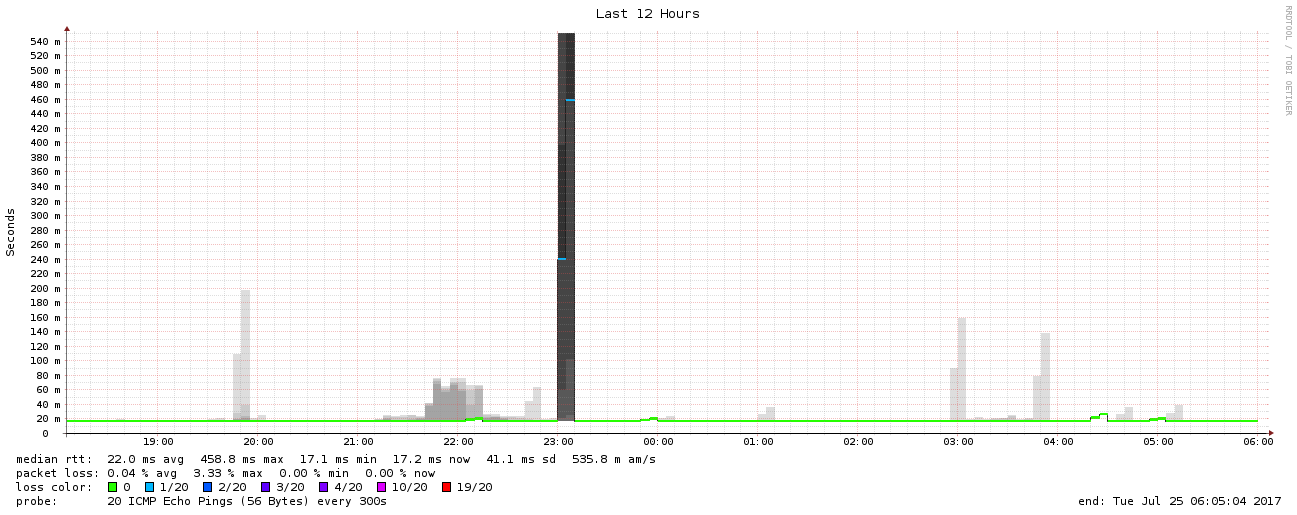 Last 12 Hours
RRDTOOL / TOBI OETIKER
Seconds
540 m
520 m
500 m
480 m
460 m
440 m
420 m
400 m
380 m
360 m
340 m
320 m
300 m
280 m
260 m
240 m
220 m
200 m
180 m
160 m
140 m
120 m
100 m
80 m
60 m
40 m
20 m
0
19:00 20:00 21:00 22:00 23:00 00:00 01:00 02:00 03:00 04:00 05:00 06:00
median rtt: 22.0 ms avg 458.8 ms max 17.1 ms min 17.2 ms now 41.1 ms sd 535.8 m am/s
packet loss: 0.04 % avg 3.33 % max 0.00 % min 0.00 % now
loss color: 0 1/20 2/20 3/20 4/20 10/20 19/20
probe: 20 ICMP Echo Pings (56 Bytes) every 300s end: Tue Jul 25 06:05:04 2017